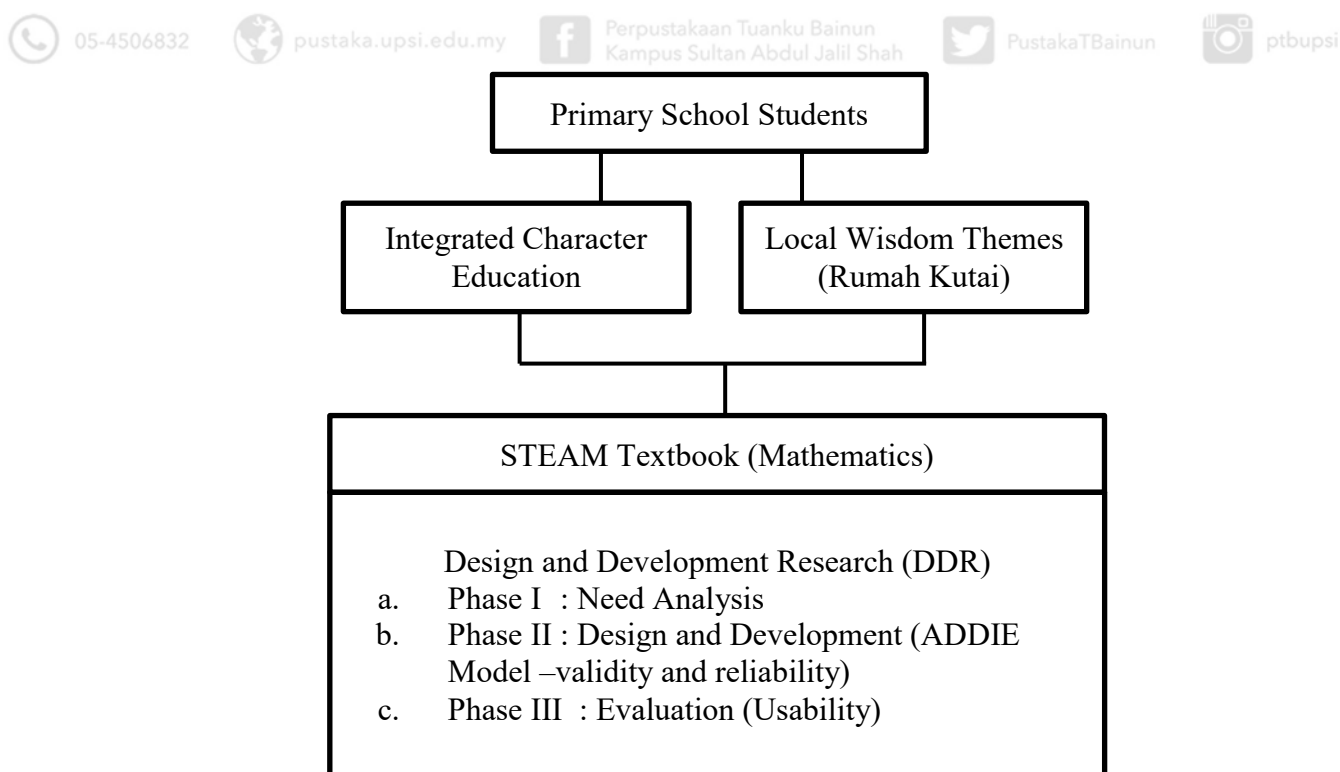 05-4506832 pustaka.upsi.edu.my Perpustakaan Tuanku Bainun PustakaTBainun ptbupsi
Kampus Sultan Abdul Jalil Shah
Primary School Students
Integrated Character
Education
Local Wisdom Themes
(Rumah Kutai)
STEAM Textbook (Mathematics)
Design and Development Research (DDR)
a. Phase I : Need Analysis
b. Phase II : Design and Development (ADDIE
Model –validity and reliability)
c. Phase III : Evaluation (Usability)